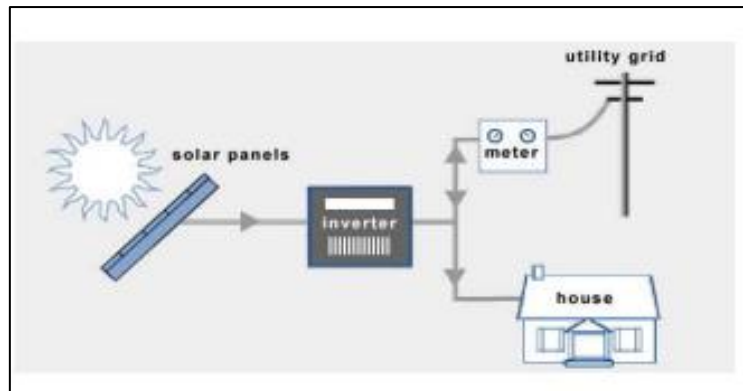 utility grid
solar panels
meter
inverter
house